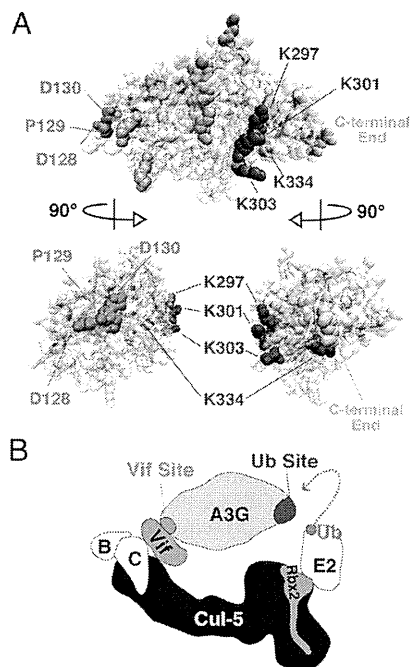 A
K297
D130
K301
P129
C-terminal
End
D128
K334
K303
90°
90°
P129
D130
K297
K301
K303
K334
D128
C-terminal
End
B
Vif Site
Ub Site
A3G
Ub
B
C
Vif
E2
Rbx2
Cul-5